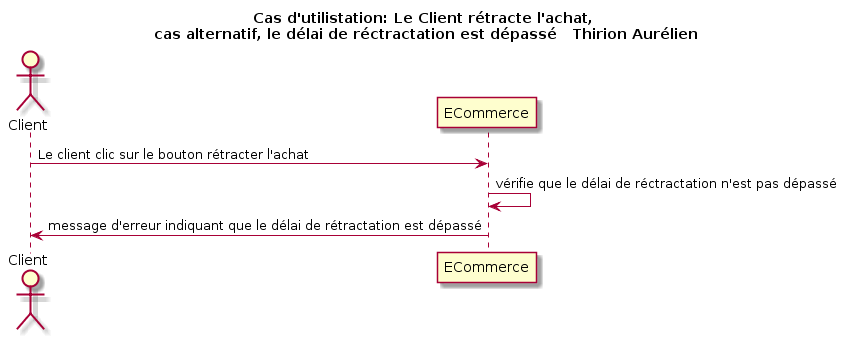 Cas d'utilistation: Le Client rétracte l'achat,
cas alternatif, le délai de réctractation est dépassé   Thirion Aurélien
Client
ECommerce
Le client clic sur le bouton rétracter l'achat
vérifie que le délai de réctractation n'est pas dépassé
message d'erreur indiquant que le délai de rétractation est dépassé
Client
ECommerce